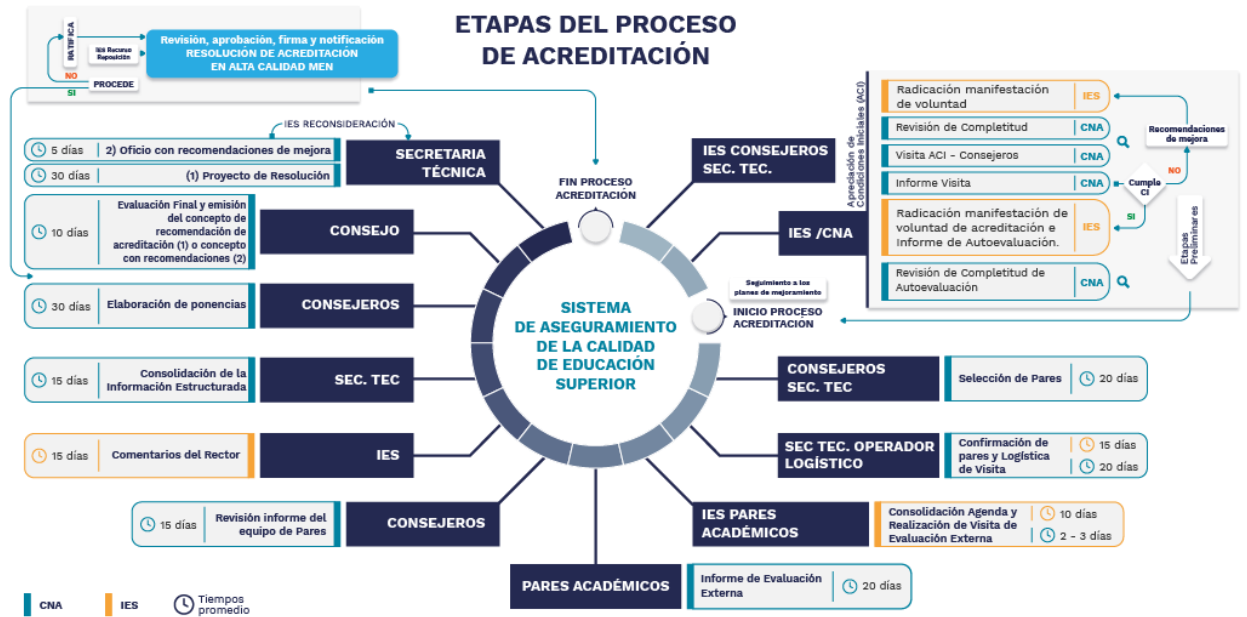 ETAPAS DEL PROCESO
DE ACREDITACIÓN
RATIFICA
IES Recurso
Reposición
NO
SI
PROCEDE
Revisión, aprobación, firma y notificación
RESOLUCIÓN DE ACREDITACIÓN
EN ALTA CALIDAD MEN
IES RECONSIDERACIÓN
5 días
2) Oficio con recomendaciones de mejora
30 días
(1) Proyecto de Resolución
SECRETARIA
TÉCNICA
10 días
Evaluación Final y emisión
del concepto de
recomendación de
acreditación (1) o concepto
con recomendaciones (2)
CONSEJO
30 días
Elaboración de ponencias
CONSEJEROS
15 días
Consolidación de la
Información Estructurada
SEC. TEC
15 días
Comentarios del Rector
IES
15 días
Revisión informe del
equipo de Pares
CONSEJEROS
PARES ACADÉMICOS
Informe de Evaluación
Externa
20 días
IES PARES
ACADÉMICOS
Consolidación Agenda y
Realización de Visita de
Evaluación Externa
10 días
2 - 3 días
SEC TEC. OPERADOR
LOGÍSTICO
Confirmación de
pares y Logística
de Visita
15 días
20 días
CONSEJEROS
SEC. TEC
Selección de Pares
20 días
FIN PROCESO
ACREDITACIÓN
SISTEMA
DE ASEGURAMIENTO
DE LA CALIDAD
DE EDUCACIÓN
SUPERIOR
Seguimiento a los
planes de mejoramiento
INICIO PROCESO
ACREDITACIÓN
IES CONSEJEROS
SEC. TEC.
IES /CNA
Apreciación de
Condiciones Iniciales (ACI)
Radicación manifestación
de voluntad
IES
Revisión de Completitud
CNA
Visita ACI - Consejeros
CNA
Informe Visita
CNA
Radicación manifestación de
voluntad de acreditación e
Informe de Autoevaluación.
IES
Revisión de Completitud de
Autoevaluación
CNA
Recomendaciones
de mejora
NO
Cumple
CI
SI
Etapas
Preliminares
CNA
IES
Tiempos
promedio